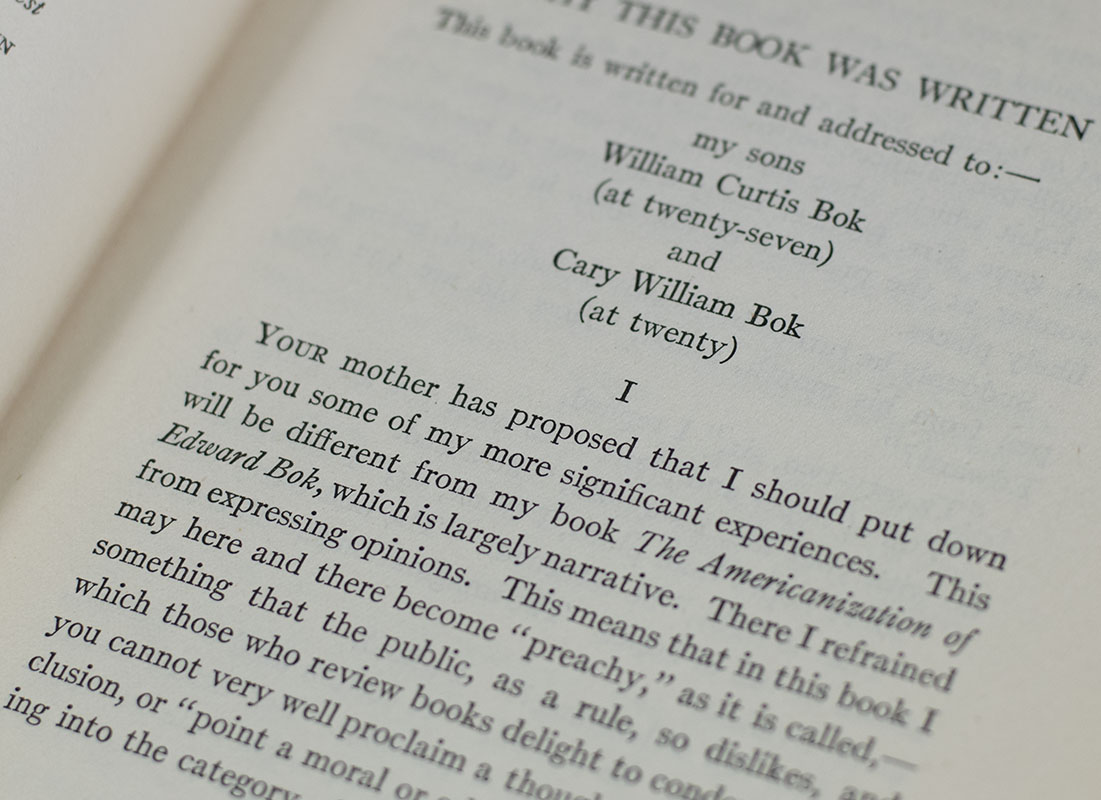 est
N
THIS BOOK WAS WRITTEN
This book is written for and addressed to:—
my sons
William Curtis Bok
(at twenty-seven)
and
Cary William Bok
(at twenty)
I
YOUR mother has proposed that I should put down
for you some of my more significant experiences. This
will be different from my book The Americanization of
Edward Bok, which is largely narrative. There I refrained
from expressing opinions. This means that in this book I
may here and there become “preachy,” as it is called,—
something that the public, as a rule, so dislikes, and
which those who review books delight to
you cannot very well proclaim a
clusion, or “point a moral or
ing into the category